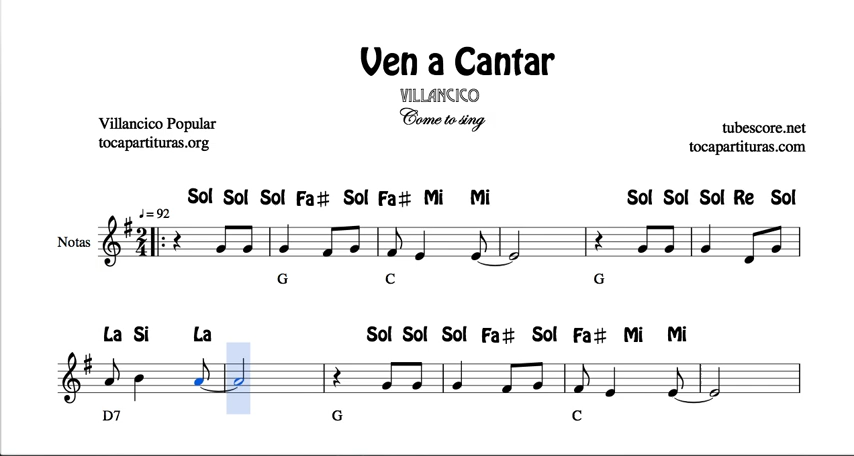 Ven a Cantar
VILLANCICO
Come to sing
Villancico Popular
tocapartituras.org
tubescore.net
tocapartituras.com
Sol Sol Sol Fa♯ Sol Fa♯ Mi Mi Sol Sol Sol Re Sol
♩ = 92
Notas
2
4
G C G
La Si La Sol Sol Sol Fa♯ Sol Fa♯ Mi Mi
D7 G C